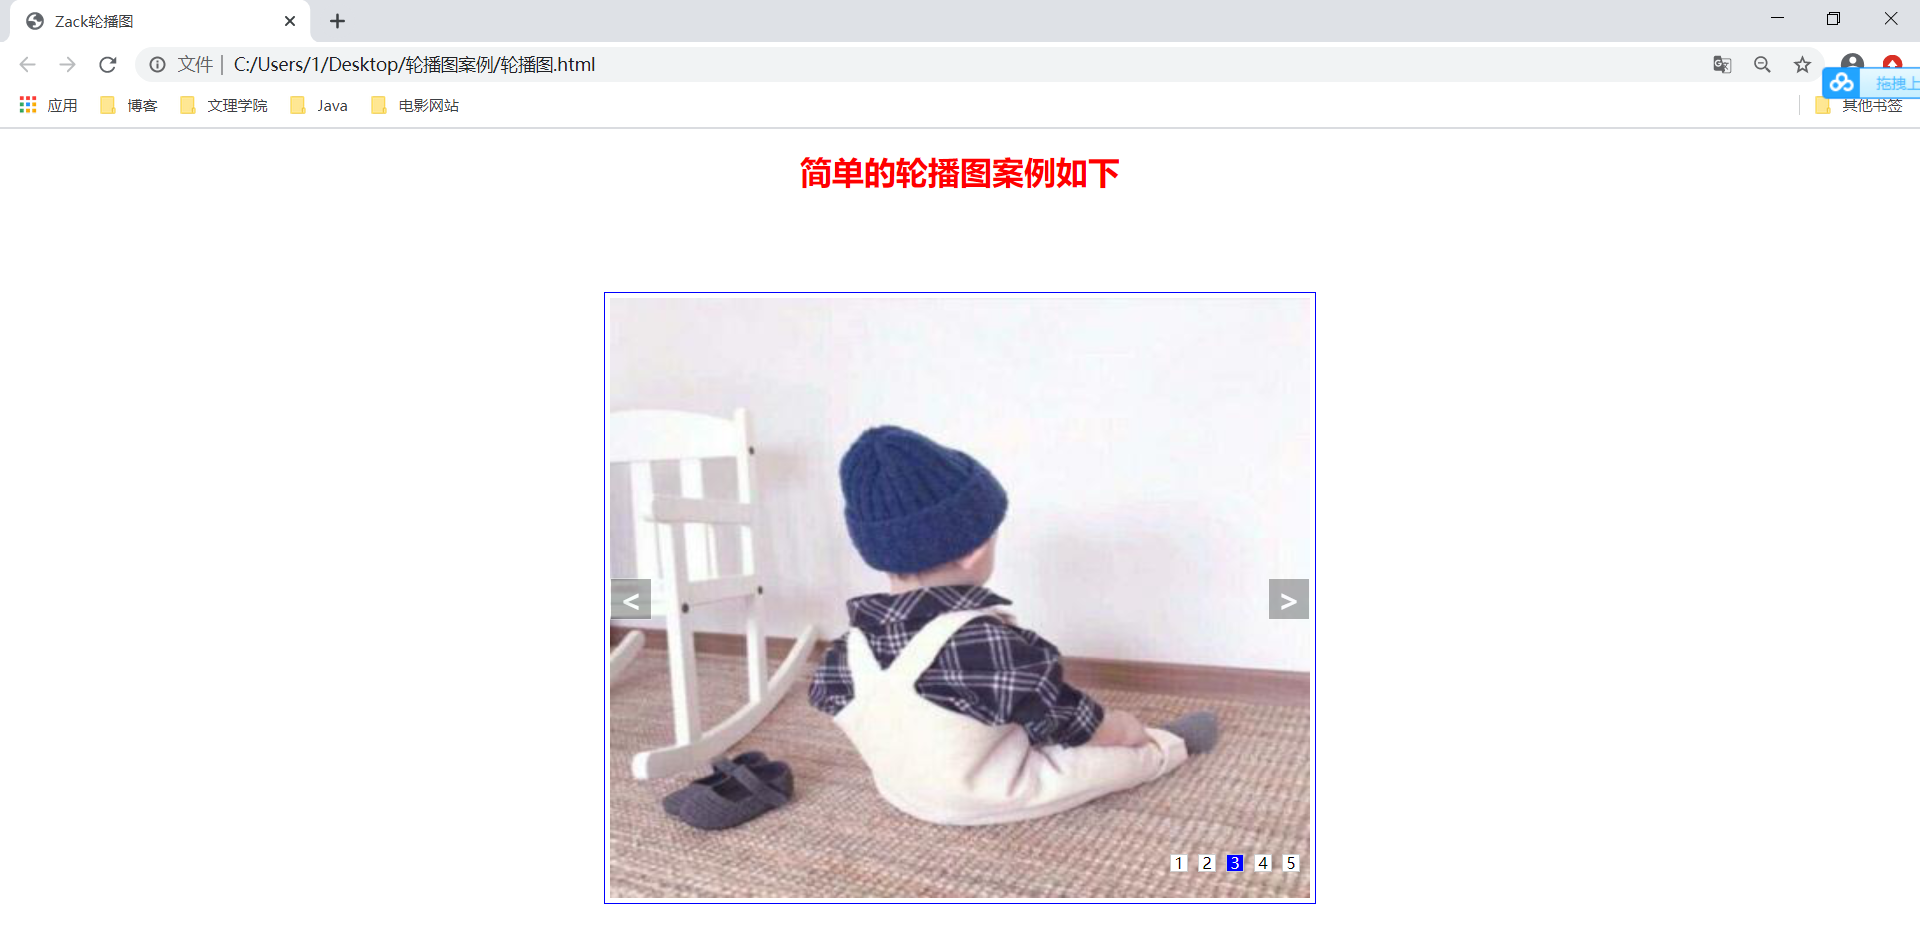 Zack轮播图
文件 | C:/Users/1/Desktop/轮播图案例/轮播图.html
拖拽上
应用 博客 文理学院 Java 电影网站 其他书签
简单的轮播图案例如下
< >
1 2 3 4 5